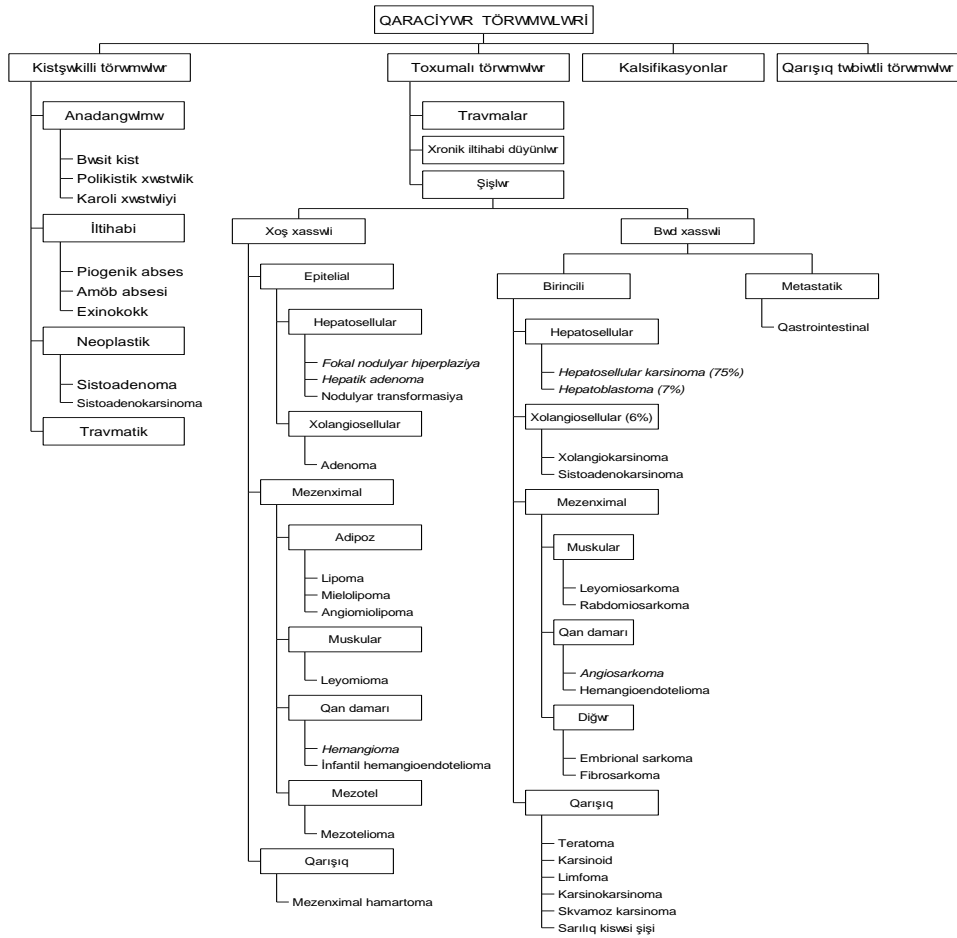 QARACİYWR TÖRWMWLWRİ
Kistşwkilli törwmwlwr
Anadangwlmw
Bwsit kist
Polikistik xwstwlik
Karoli xwstwliyi
İltihabi
Piogenik abses
Amöb absesi
Exinokokk
Neoplastik
Sistoadenoma
Sistoadenokarsinoma
Travmatik
Toxumalı törwmwlwr
Travmalar
Xronik iltihabi düyünlwr
Şişlwr
Xoş xasswli
Epitelial
Hepatosellular
Fokal nodulyar hiperplaziya
Hepatik adenoma
Nodulyar transformasiya
Xolangiosellular
Adenoma
Mezenximal
Adipoz
Lipoma
Mielolipoma
Angiomiolipoma
Muskular
Leyomioma
Qan damarı
Hemangioma
İnfantil hemangioendotelioma
Mezotel
Mezotelioma
Qarışıq
Mezenximal hamartoma
Bwd xasswli
Birincili
Hepatosellular
Hepatosellular karsinoma (75%)
Hepatoblastoma (7%)
Xolangiosellular (6%)
Xolangiokarsinoma
Sistoadenokarsinoma
Mezenximal
Muskular
Leyomiosarkoma
Rabdomiosarkoma
Qan damarı
Angiosarkoma
Hemangioendotelioma
Diğwr
Embrional sarkoma
Fibrosarkoma
Qarışıq
Teratoma
Karsinoid
Limfoma
Karsinokarsinoma
Skvamoz karsinoma
Sarılıq kiswsi şişi
Metastatik
Qastrointestinal
Kalsifikasyonlar
Qarışıq twbiwtli törwmwlwr